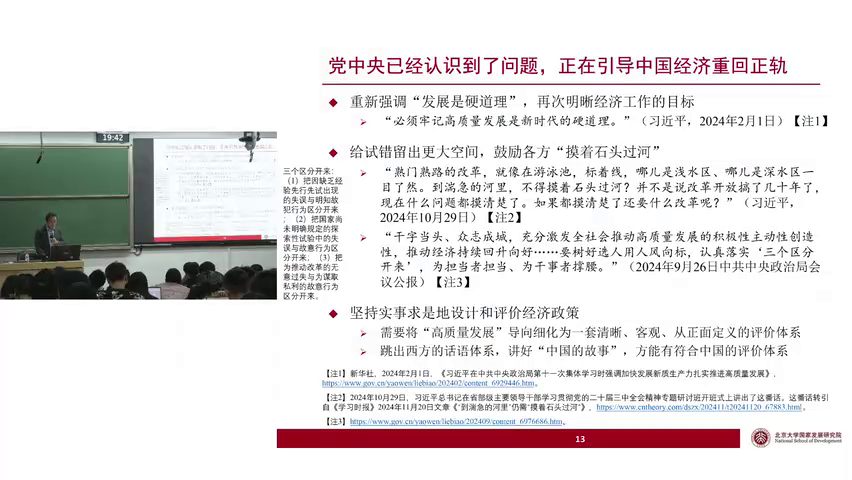 党中央已经认识到了问题，正在引导中国经济重回正轨
重新强调“发展是硬道理”，再次明晰经济工作的目标
“必须牢记高质量发展是新时代的硬道理。”（习近平，2024年2月1日）【注1】
给试错留出更大空间，鼓励各方“摸着石头过河”
“熟门熟路的改革，就像在游泳池，标着线，哪儿是浅水区、哪儿是深水区一
目了然。到湍急的河里，不得摸着石头过河？并不是说改革开放搞了几十年了，
现在什么问题都摸清楚了。如果都摸清楚了还要什么改革呢？”（习近平，
2024年10月29日）【注2】
“干字当头、众志成城，充分激发全社会推动高质量发展的积极性主动性创造
性，推动经济持续回升向好……要树好选人用人风向标，认真落实‘三个区分
开来’，为担当者担当、为干事者撑腰。”（2024年9月26日中共中央政治局会
议公报）【注3】
坚持实事求是地设计和评价经济政策
需要将“高质量发展”导向细化为一套清晰、客观、从正面定义的评价体系
跳出西方的话语体系，讲好“中国的故事”，方能有符合中国的评价体系
三个区分开来：
（1）把因缺乏经
验先行先试出现
的失误与明知故
犯行为区分开来
；（2）把国家尚
未明确规定的探
索性试验中的失
误与故意行为区
分开来；（3）把
为推动改革的无
意过失与为谋取
私利的故意行为
区分开来。
19:42
【注1】新华社，2024年2月1日，《习近平在中共中央政治局第十一次集体学习时强调加快发展新质生产力扎实推进高质量发展》，
https://www.gov.cn/yaowen/liebiao/202402/content_6929446.htm。
【注2】2024年10月29日，习近平总书记在省部级主要领导干部学习贯彻党的二十届三中全会精神专题研讨班开班式上讲出了这番话。这番话转引
自《学习时报》2024年11月20日文章《“到湍急的河里”仍需“摸着石头过河”》，https://www.cntheory.com/dszx/202411/t20241120_67883.html。
【注3】https://www.gov.cn/yaowen/liebiao/202409/content_6976686.htm。
13
北京大学国家发展研究院
National School of Development